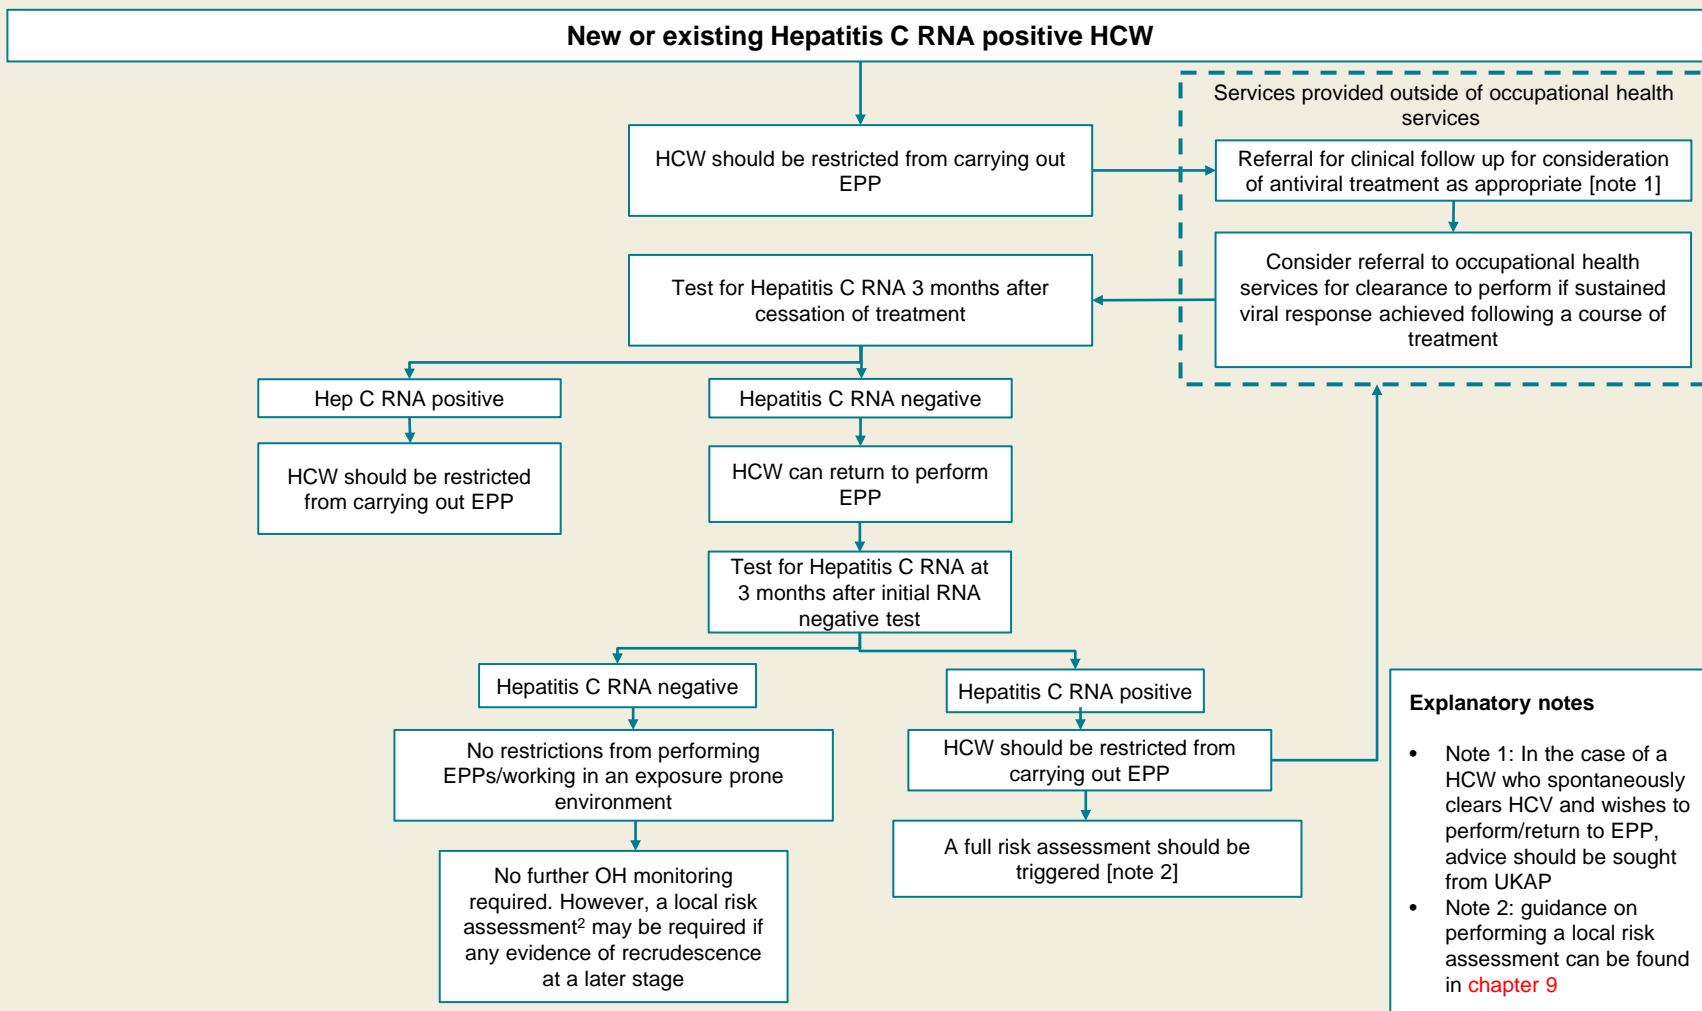 New or existing Hepatitis C RNA positive HCW
Services provided outside of occupational health
services
HCW should be restricted from carrying out
EPP
Referral for clinical follow up for consideration
of antiviral treatment as appropriate [note 1]
Consider referral to occupational health
services for clearance to perform if sustained
viral response achieved following a course of
treatment
Test for Hepatitis C RNA 3 months after
cessation of treatment
Hep C RNA positive
Hepatitis C RNA negative
HCW should be restricted
from carrying out EPP
HCW can return to perform
EPP
Test for Hepatitis C RNA at
3 months after initial RNA
negative test
Hepatitis C RNA negative
Hepatitis C RNA positive
No restrictions from performing
EPPs/working in an exposure prone
environment
HCW should be restricted from
carrying out EPP
No further OH monitoring
required. However, a local risk
assessment² may be required if
any evidence of recrudescence
at a later stage
A full risk assessment should be
triggered [note 2]
Explanatory notes
• Note 1: In the case of a
HCW who spontaneously
clears HCV and wishes to
perform/return to EPP,
advice should be sought
from UKAP
• Note 2: guidance on
performing a local risk
assessment can be found
in chapter 9